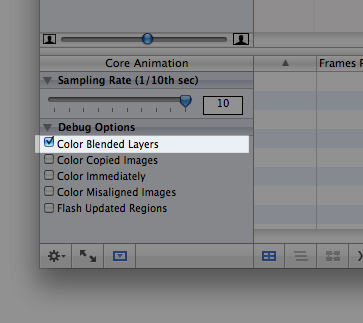 Core Animation
Frames P
Sampling Rate (1/10th sec)
10
Debug Options
Color Blended Layers
Color Copied Images
Color Immediately
Color Misaligned Images
Flash Updated Regions